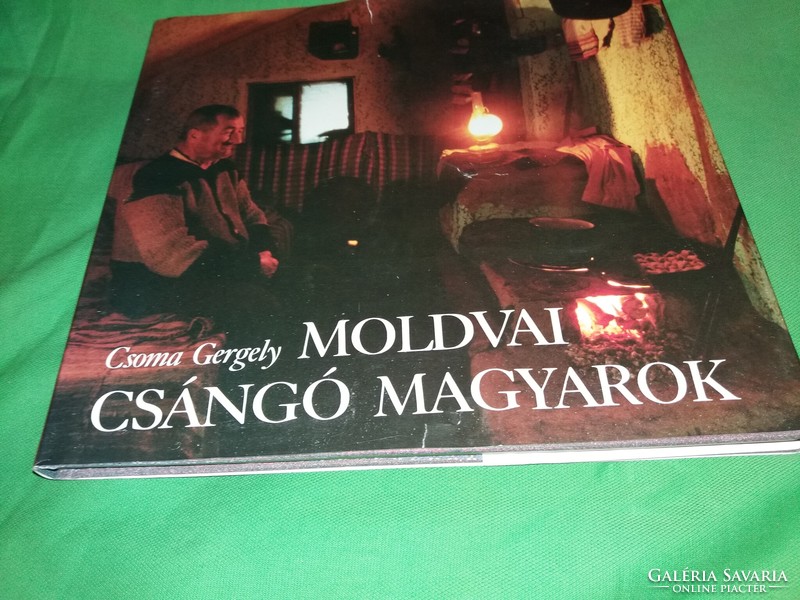 Csoma Gergely MOLDVAI
CSÁNGÓ MAGYAROK
GALÉRIA SAVARIA
ONLINE PIACTÉR